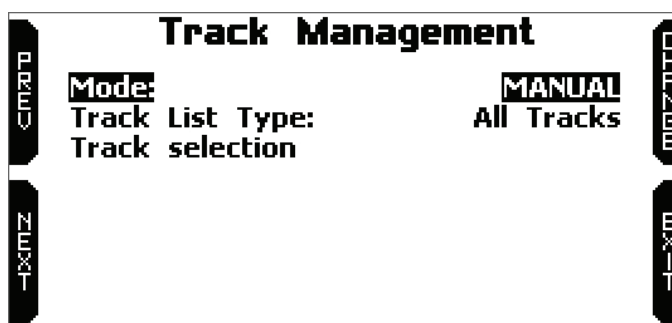 Track Management
PREV
CHANGE
Mode: MANUAL
Track List Type: All Tracks
Track selection
NEXT
EXIT